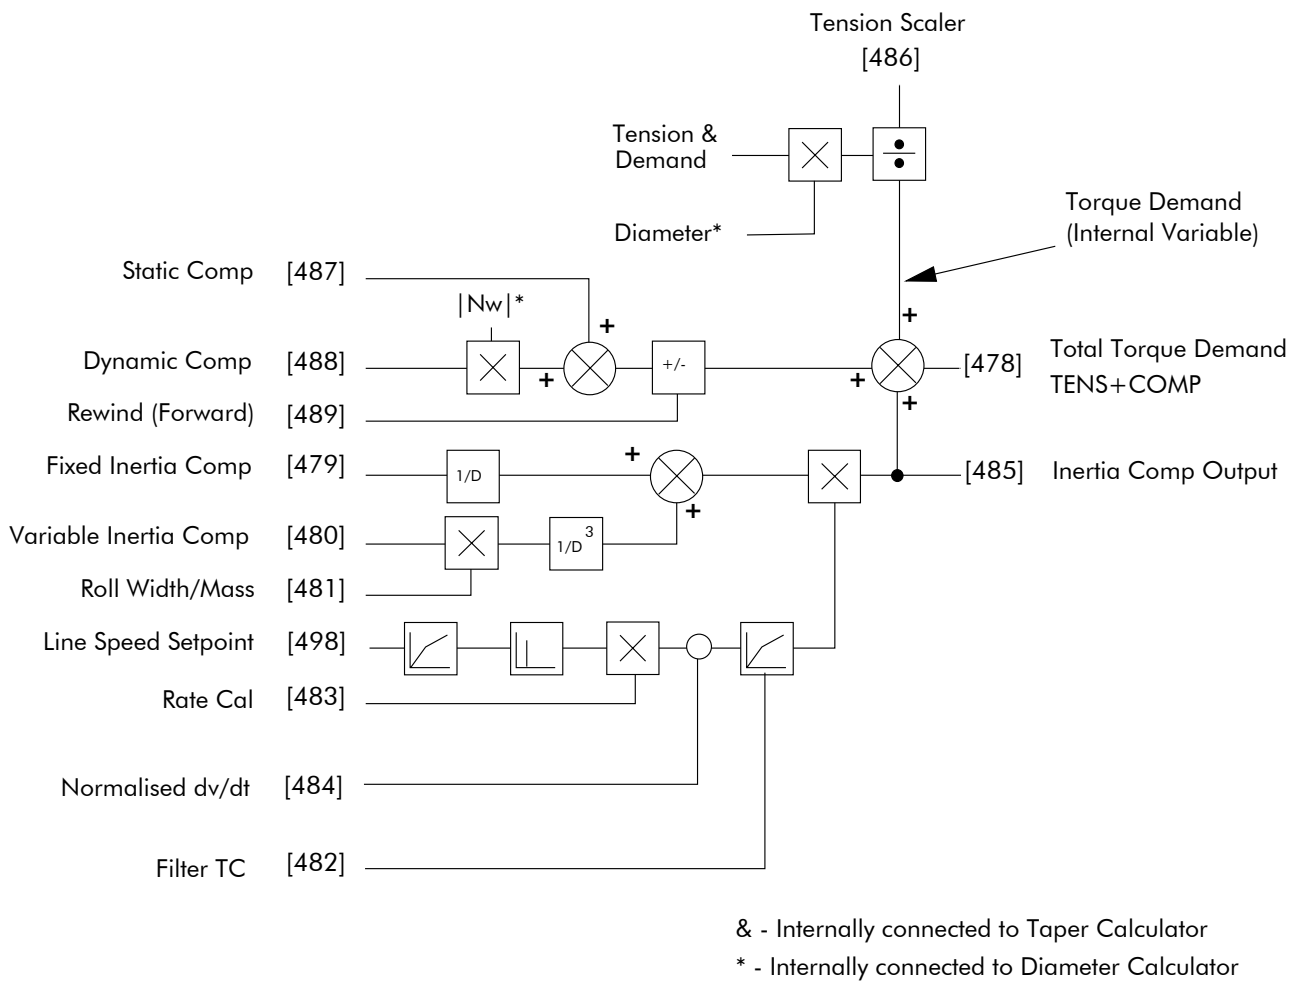 Tension Scaler
[486]
Tension &
Demand
Diameter*
Torque Demand
(Internal Variable)
Static Comp [487]
|Nw|*
+
Dynamic Comp [488]
+
+/-
+
+
+
[478] Total Torque Demand
TENS+COMP
Rewind (Forward) [489]
Fixed Inertia Comp [479]
1/D
+
+
[485] Inertia Comp Output
Variable Inertia Comp [480]
1/D 3
Roll Width/Mass [481]
Line Speed Setpoint [498]
Rate Cal [483]
Normalised dv/dt [484]
Filter TC [482]
& - Internally connected to Taper Calculator
* - Internally connected to Diameter Calculator